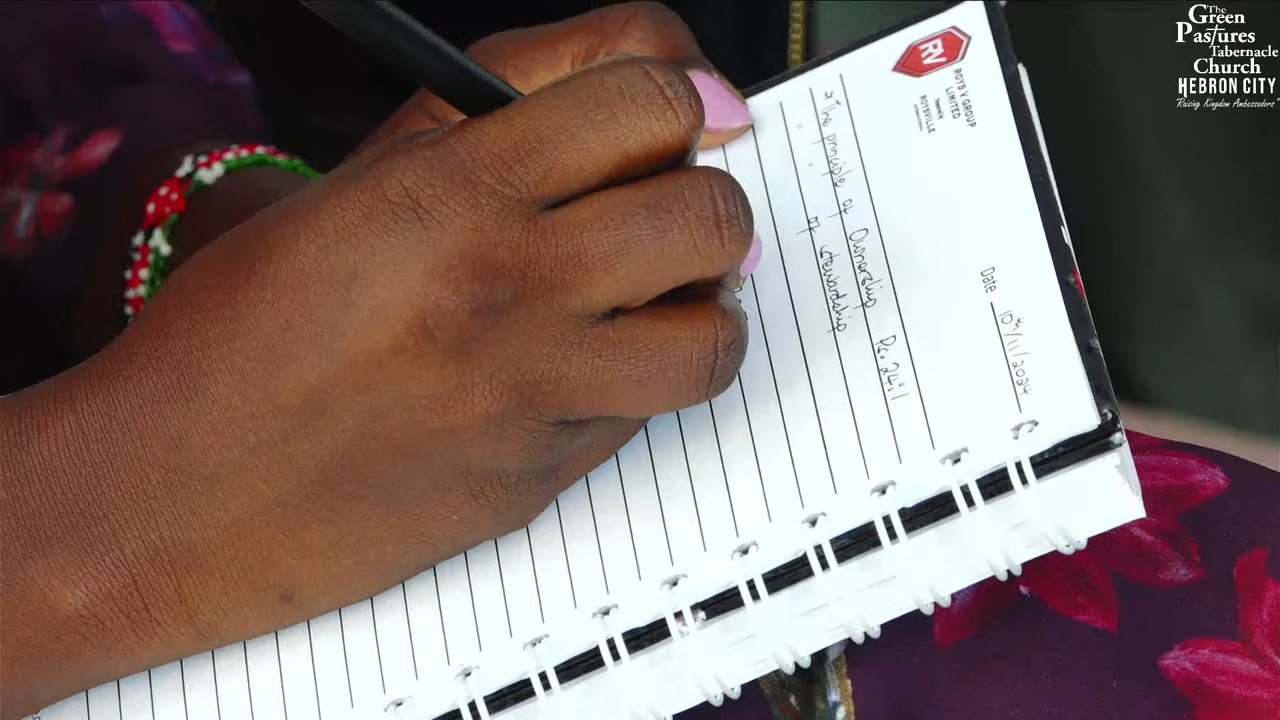 The
Green
Pastures
Tabernacle
Church
HEBRON CITY
"Raising Kingdom Ambassadors"
RV
ROYS V GROUP
LIMITED
ROYSVILLE
Date 10th/11/2024
→ The principle of Ownership Ps. 24:1
" " of stewardship